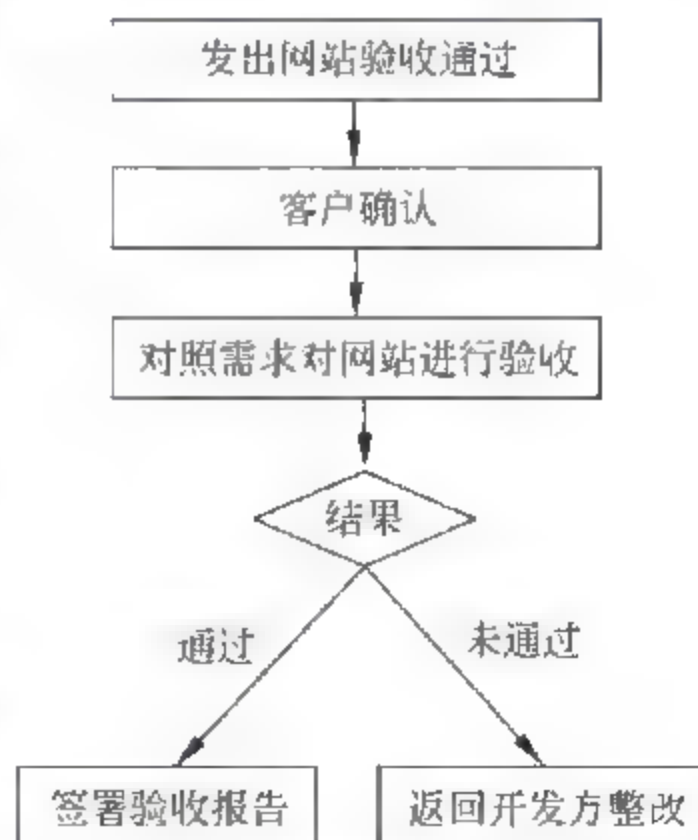 发出网站验收通过
客户确认
对照需求对网站进行验收
结果
通过
未通过
签署验收报告
返回开发方整改